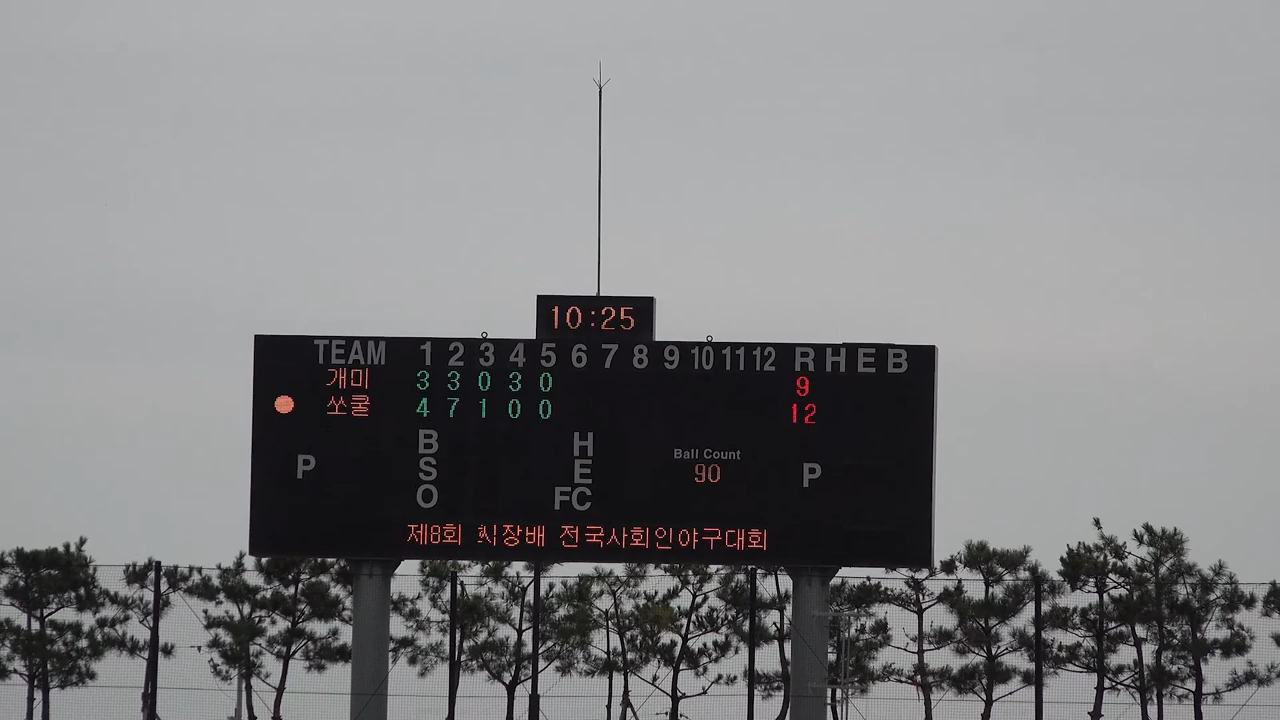 10:25
TEAM 1 2 3 4 5 6 7 8 9 10 11 12 R H E B
개미 3 3 0 3 0 9
쏘쿨 4 7 1 0 0 12
B H
Ball Count
P S E 90 P
O FC
제8회 시장배 전국사회인야구대회